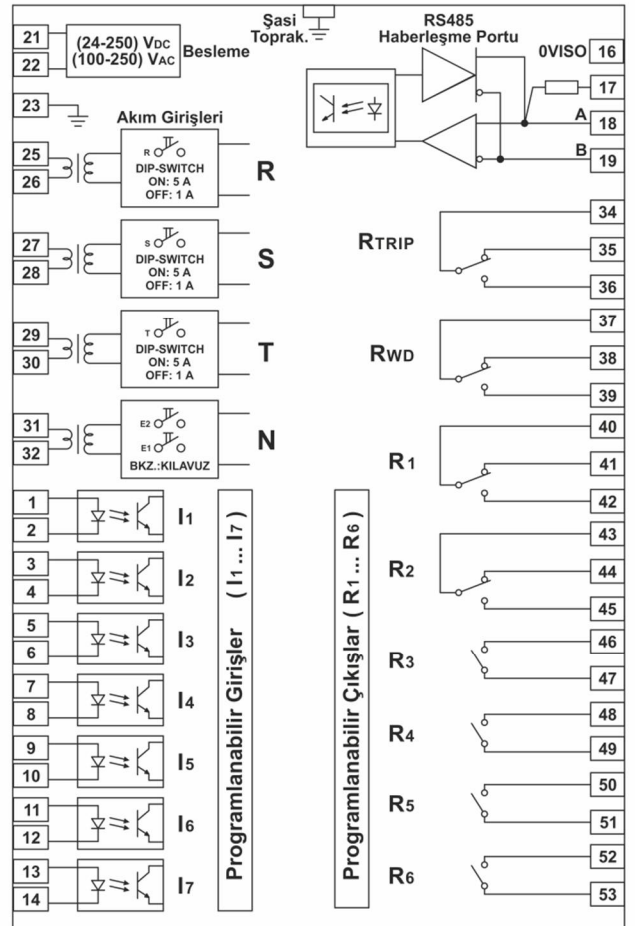 21
22
(24-250) VDC
(100-250) VAC
Besleme
23
Akım Girişleri
25
26
R
DIP-SWITCH
ON: 5 A
OFF: 1 A
R
27
28
S
DIP-SWITCH
ON: 5 A
OFF: 1 A
S
29
30
T
DIP-SWITCH
ON: 5 A
OFF: 1 A
T
31
32
E2
E1
BKZ.:KILAVUZ
N
1
2
I1
3
4
I2
5
6
I3
7
8
I4
9
10
I5
11
12
I6
13
14
I7
Programlanabilir Girişler ( I1 ... I7 )
Şasi
Toprak.
RS485
Haberleşme Portu
0VISO 16
17
A 18
B 19
RTRIP
34
35
36
RWD
37
38
39
R1
40
41
42
R2
43
44
45
R3
46
47
R4
48
49
R5
50
51
R6
52
53
Programlanabilir Çıkışlar ( R1 ... R6 )